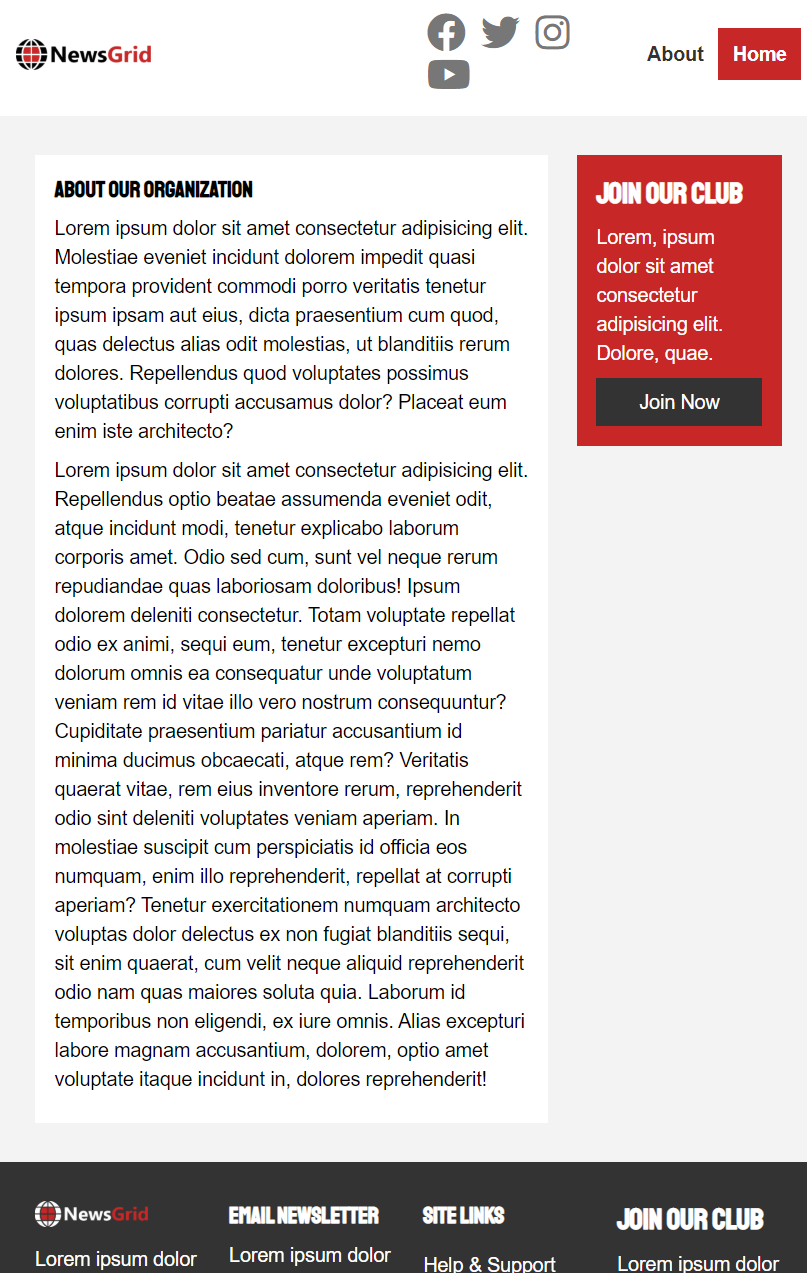 NewsGrid
About
Home
ABOUT OUR ORGANIZATION
Lorem ipsum dolor sit amet consectetur adipisicing elit.
Molestiae eveniet incidunt dolorem impedit quasi
tempora provident commodi porro veritatis tenetur
ipsum ipsam aut eius, dicta praesentium cum quod,
quas delectus alias odit molestias, ut blanditiis rerum
dolores. Repellendus quod voluptates possimus
voluptatibus corrupti accusamus dolor? Placeat eum
enim iste architecto?
Lorem ipsum dolor sit amet consectetur adipisicing elit.
Repellendus optio beatae assumenda eveniet odit,
atque incidunt modi, tenetur explicabo laborum
corporis amet. Odio sed cum, sunt vel neque rerum
repudiandae quas laboriosam doloribus! Ipsum
dolorem deleniti consectetur. Totam voluptate repellat
odio ex animi, sequi eum, tenetur excepturi nemo
dolorum omnis ea consequatur unde voluptatum
veniam rem id vitae illo vero nostrum consequuntur?
Cupiditate praesentium pariatur accusantium id
minima ducimus obcaecati, atque rem? Veritatis
quaerat vitae, rem eius inventore rerum, reprehenderit
odio sint deleniti voluptates veniam aperiam. In
molestiae suscipit cum perspiciatis id officia eos
numquam, enim illo reprehenderit, repellat at corrupti
aperiam? Tenetur exercitationem numquam architecto
voluptas dolor delectus ex non fugiat blanditiis sequi,
sit enim quaerat, cum velit neque aliquid reprehenderit
odio nam quas maiores soluta quia. Laborum id
temporibus non eligendi, ex iure omnis. Alias excepturi
labore magnam accusantium, dolorem, optio amet
voluptate itaque incidunt in, dolores reprehenderit!
JOIN OUR CLUB
Lorem, ipsum
dolor sit amet
consectetur
adipisicing elit.
Dolore, quae.
Join Now
NewsGrid
Lorem ipsum dolor
EMAIL NEWSLETTER
Lorem ipsum dolor
SITE LINKS
Help & Support
JOIN OUR CLUB
Lorem ipsum dolor